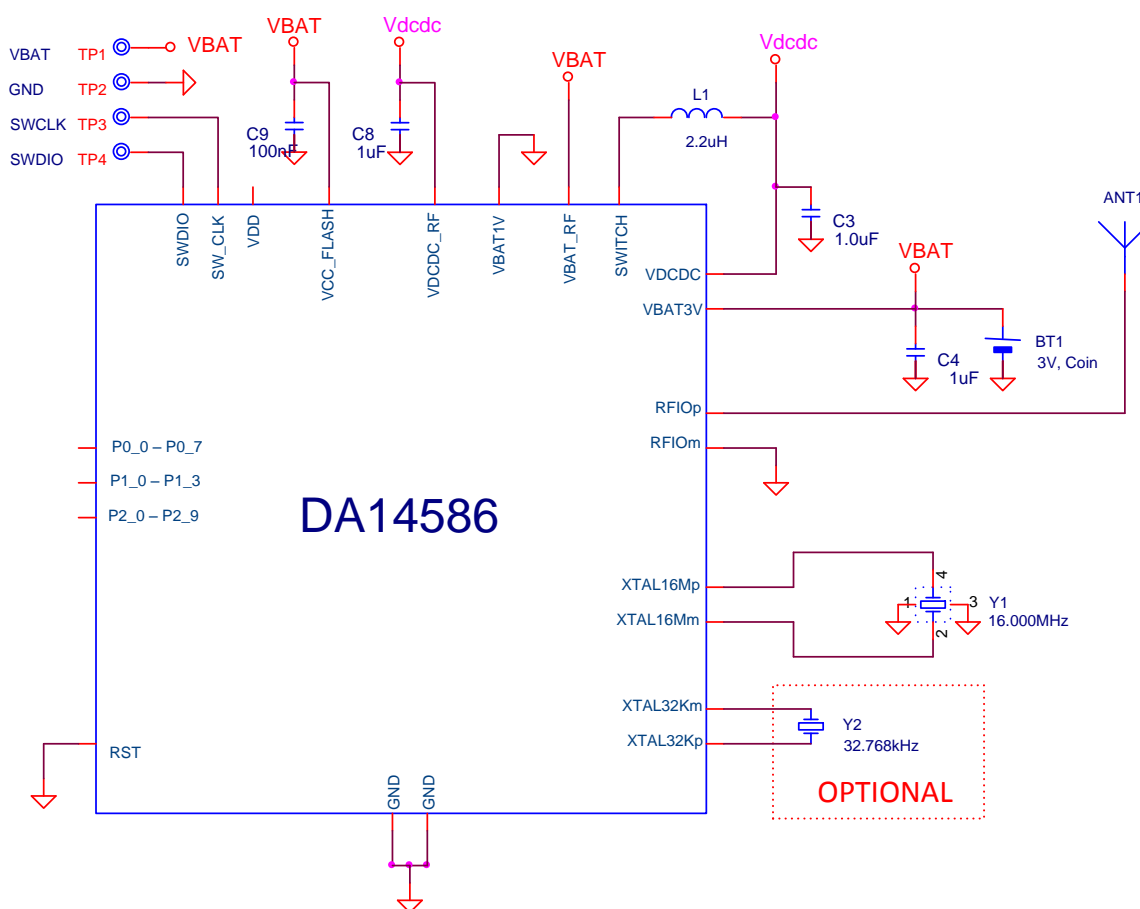 VBAT TP1 VBAT
GND TP2
SWCLK TP3
SWDIO TP4
VBAT
C9
100nF
Vdcdc
C8
1uF
VBAT
Vdcdc
L1
2.2uH
C3
1.0uF
ANT1
SWDIO
SW_CLK
VDD
VCC_FLASH
VDCDC_RF
VBAT1V
VBAT_RF
SWITCH
VDCDC
VBAT3V
VBAT
C4
1uF
BT1
3V, Coin
RFIOp
RFIOm
P0_0 – P0_7
P1_0 – P1_3
P2_0 – P2_9
DA14586
XTAL16Mp
XTAL16Mm
4
1
3
2
Y1
16.000MHz
XTAL32Km
XTAL32Kp
Y2
32.768kHz
OPTIONAL
RST
GND
GND